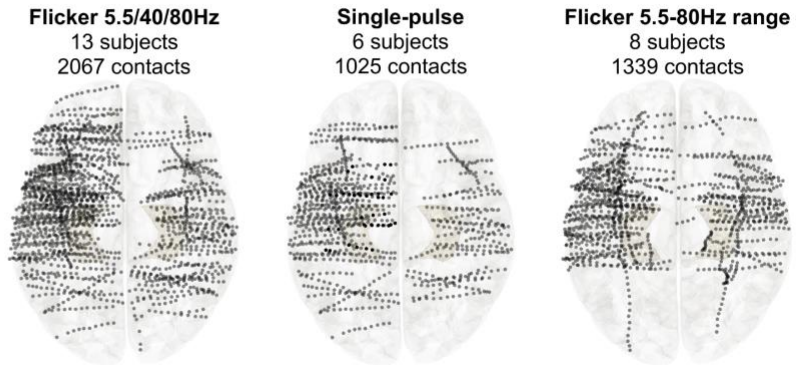 Flicker 5.5/40/80Hz
13 subjects
2067 contacts
Single-pulse
6 subjects
1025 contacts
Flicker 5.5-80Hz range
8 subjects
1339 contacts